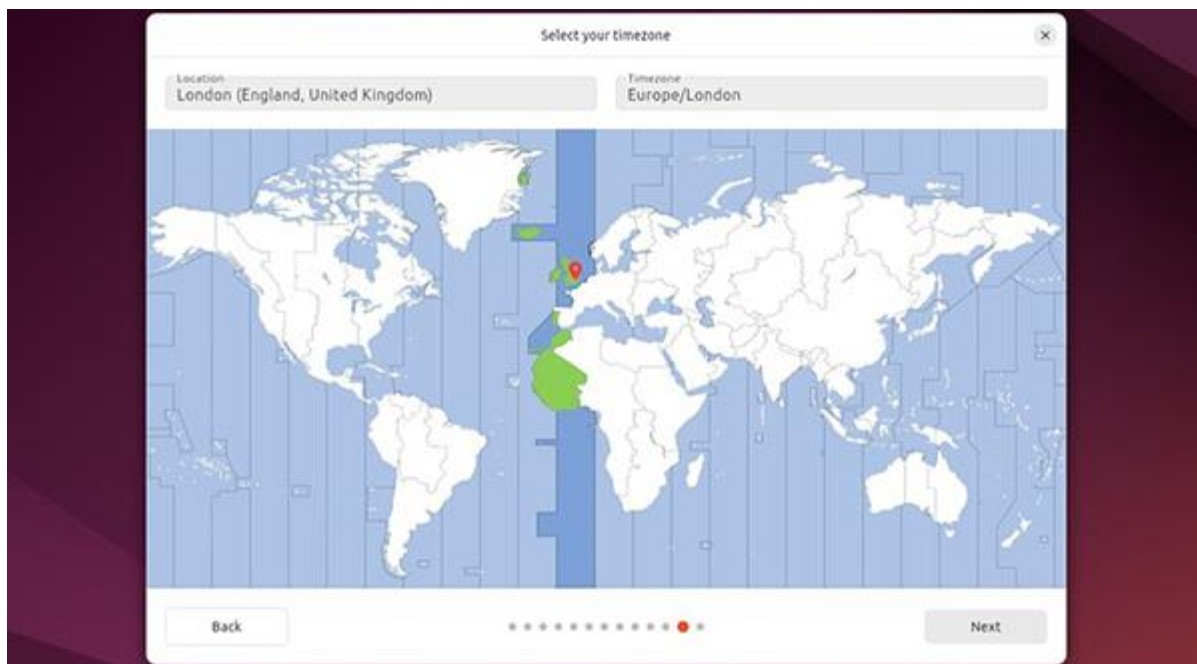 Select your timezone
Location
London (England, United Kingdom)
Timezone
Europe/London
Back
Next